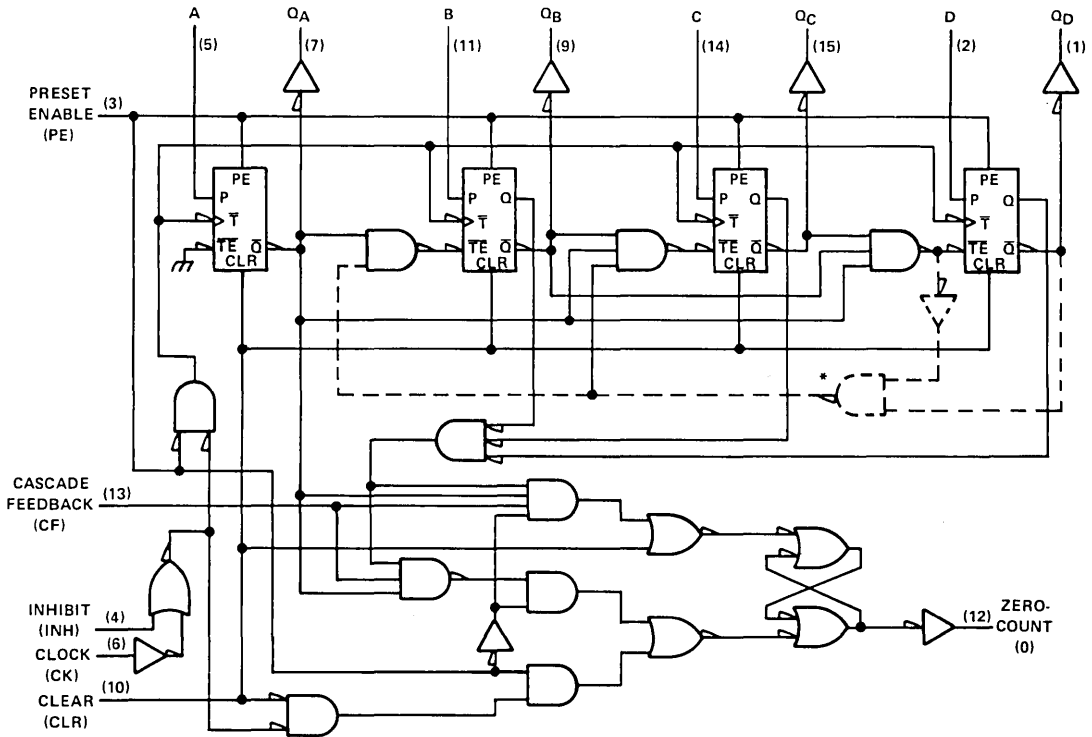 A QA B QB C QC D QD
(5) (7) (11) (9) (14) (15) (2) (1)
PRESET (3)
ENABLE
(PE)
PE PE PE PE
P P Q P Q P Q
T̅ T̅ T̅ T̅
T̅E̅ Q̅ T̅E̅ Q̅ T̅E̅ Q̅ T̅E̅ Q̅
CLR CLR CLR CLR
*
CASCADE
FEEDBACK (13)
(CF)
INHIBIT (4)
(INH)
CLOCK (6)
(CK)
CLEAR (10)
(CLR)
(12) ZERO-
COUNT
(0)